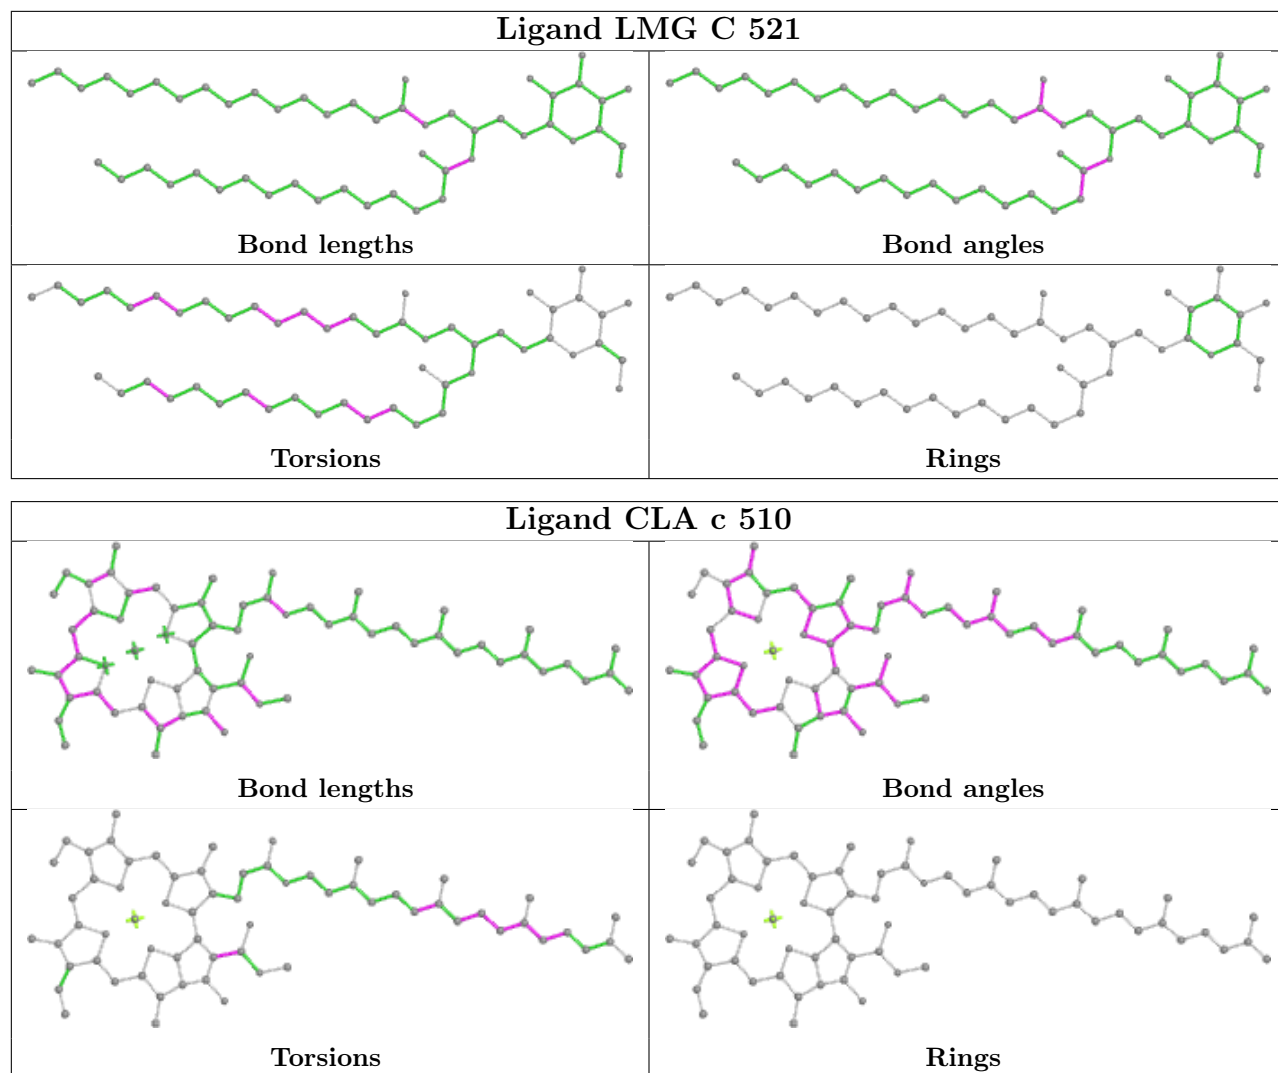 Ligand LMG C 521
Bond lengths
Bond angles
Torsions
Rings
Ligand CLA c 510
Bond lengths
Bond angles
Torsions
Rings